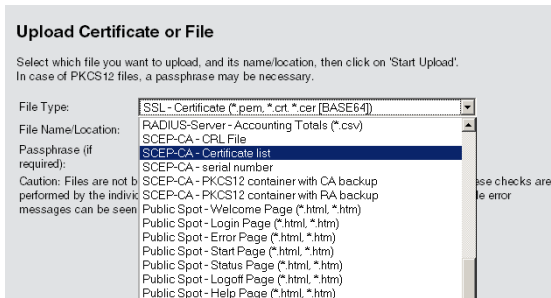 Upload Certificate or File
Select which file you want to upload, and its name/location, then click on 'Start Upload'.
In case of PKCS12 files, a passphrase may be necessary.
File Type: SSL - Certificate (*.pem, *.crt. *.cer [BASE64])
File Name/Location:
Passphrase (if
required):
RADIUS-Server - Accounting Totals (*.csv)
SCEP-CA - CRL File
SCEP-CA - Certificate list
SCEP-CA - serial number
SCEP-CA - PKCS12 container with CA backup
SCEP-CA - PKCS12 container with RA backup
Public Spot - Welcome Page (*.html, *.htm)
Public Spot - Login Page (*.html, *.htm)
Public Spot - Error Page (*.html, *.htm)
Public Spot - Start Page (*.html, *.htm)
Public Spot - Status Page (*.html, *.htm)
Public Spot - Logoff Page (*.html, *.htm)
Public Spot - Help Page (*.html, *.htm)
Caution: Files are not b
ese checks are
performed by the individ
le error
messages can be seen